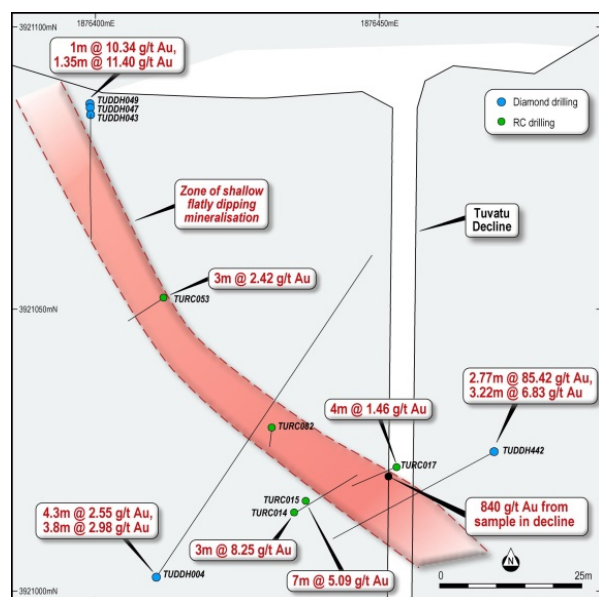 1876400mE
1876450mE
3921100mN
1m @ 10.34 g/t Au,
1.35m @ 11.40 g/t Au
TUDDH049
TUDDH047
TUDDH043
Diamond drilling
RC drilling
Zone of shallow
flatly dipping
mineralisation
Tuvatu
Decline
3m @ 2.42 g/t Au
TURC053
3921050mN
2.77m @ 85.42 g/t Au,
3.22m @ 6.83 g/t Au
4m @ 1.46 g/t Au
TURC082
TUDDH442
TURC017
4.3m @ 2.55 g/t Au,
3.8m @ 2.98 g/t Au
TURC015
TURC014
840 g/t Au from
sample in decline
3m @ 8.25 g/t Au
7m @ 5.09 g/t Au
TUDDH004
N
0
25m
3921000mN